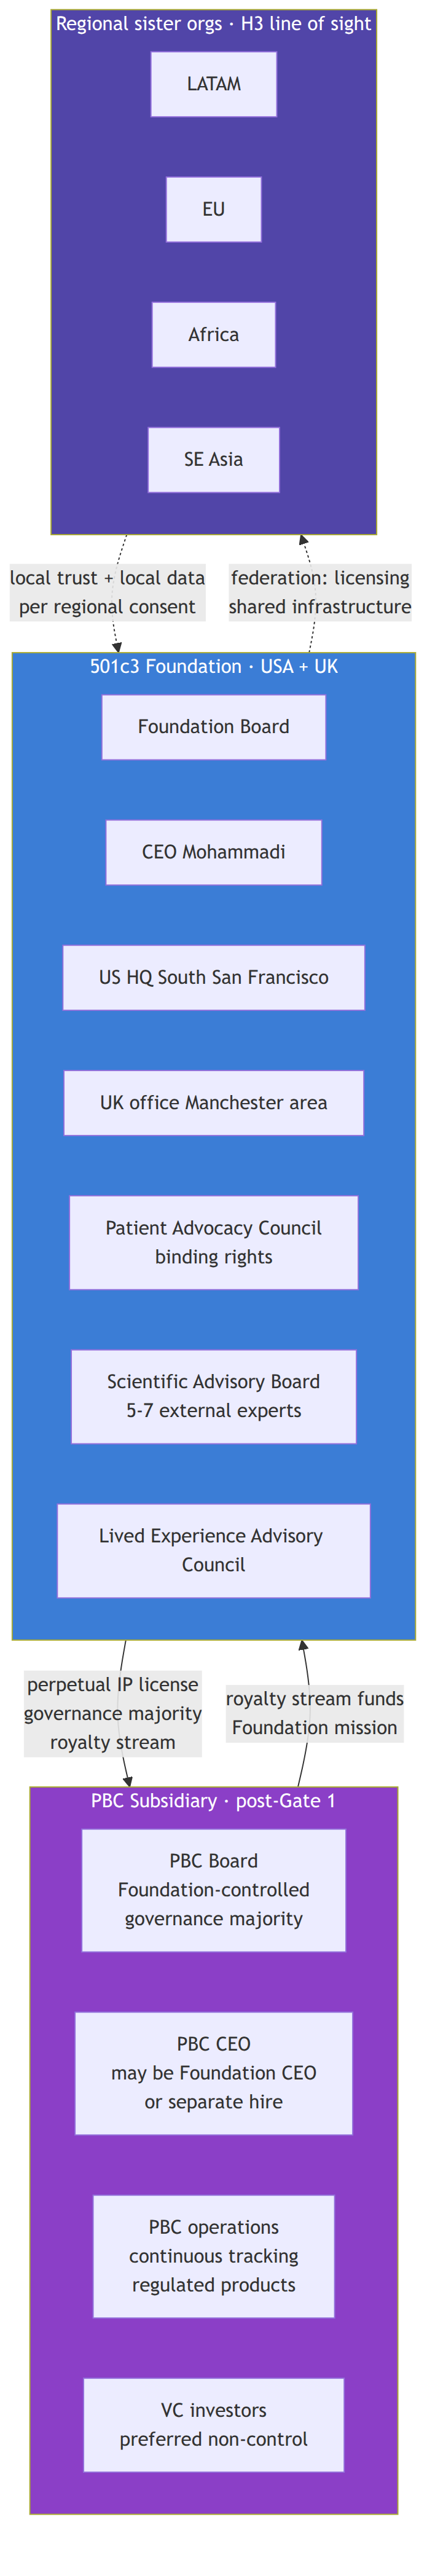 Regional sister orgs · H3 line of sight
LATAM
EU
Africa
SE Asia
local trust + local data
per regional consent
federation: licensing
shared infrastructure
501c3 Foundation · USA + UK
Foundation Board
CEO Mohammadi
US HQ South San Francisco
UK office Manchester area
Patient Advocacy Council
binding rights
Scientific Advisory Board
5-7 external experts
Lived Experience Advisory
Council
perpetual IP license
governance majority
royalty stream
royalty stream funds
Foundation mission
PBC Subsidiary · post-Gate 1
PBC Board
Foundation-controlled
governance majority
PBC CEO
may be Foundation CEO
or separate hire
PBC operations
continuous tracking
regulated products
VC investors
preferred non-control